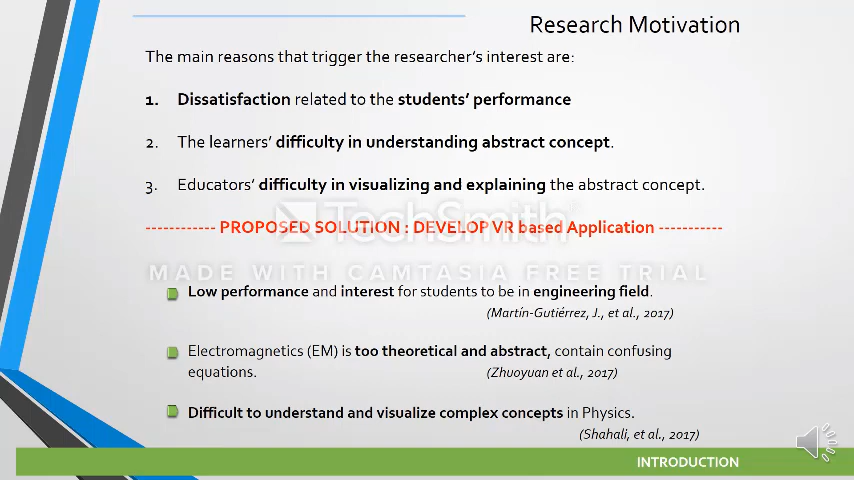 Research Motivation
The main reasons that trigger the researcher's interest are:
1. Dissatisfaction related to the students' performance
2. The learners' difficulty in understanding abstract concept.
3. Educators' difficulty in visualizing and explaining the abstract concept.
------------ PROPOSED SOLUTION : DEVELOP VR based Application -----------
TechSmith
MADE WITH CAMTASIA FREE TRIAL
Low performance and interest for students to be in engineering field.
(Martín-Gutiérrez, J., et al., 2017)
Electromagnetics (EM) is too theoretical and abstract, contain confusing
equations. (Zhuoyuan et al., 2017)
Difficult to understand and visualize complex concepts in Physics.
(Shahali, et al., 2017)
INTRODUCTION